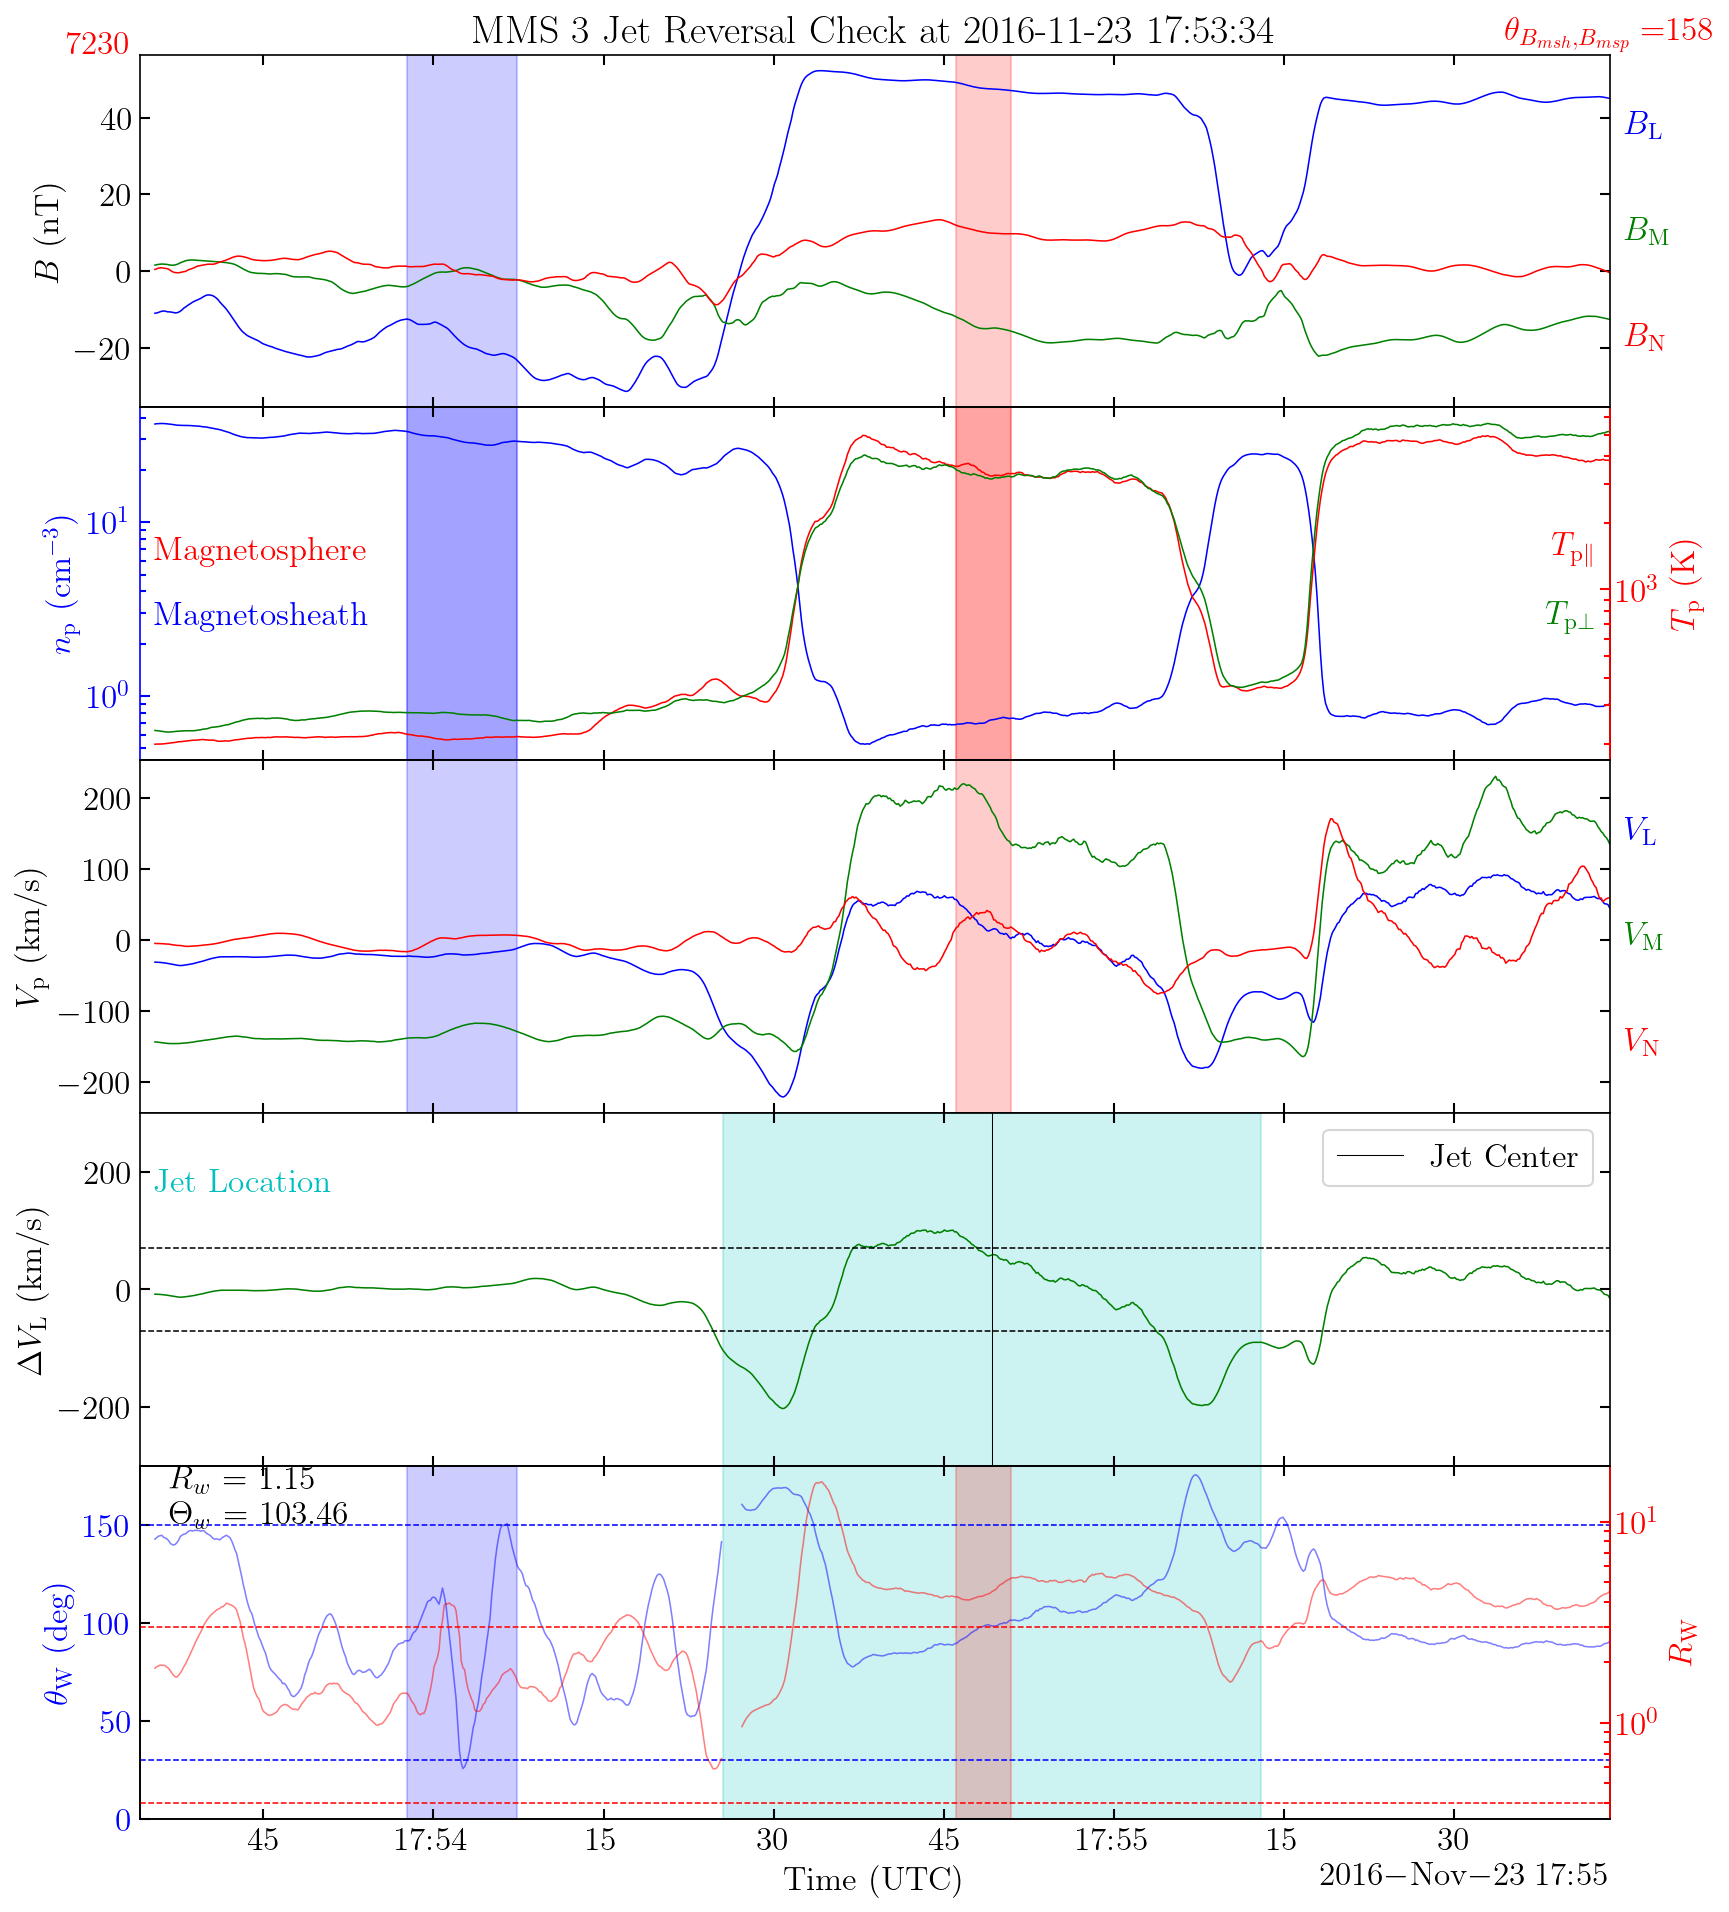 MMS 3 Jet Reversal Check at 2016-11-23 17:53:34
7230
θ_{B_{msh},B_{msp}} =158
40
20
0
−20
B (nT)
B_L
B_M
B_N
10^1
10^0
n_p (cm^{−3})
Magnetosphere
Magnetosheath
T_{p∥}
T_{p⊥}
10^3
T_p (K)
200
100
0
−100
−200
V_p (km/s)
V_L
V_M
V_N
200
0
−200
ΔV_L (km/s)
Jet Location
Jet Center
R_w = 1.15
Θ_w = 103.46
150
100
50
0
θ_W (deg)
10^1
10^0
R_W
45 17:54 15 30 45 17:55 15 30
Time (UTC)
2016−Nov−23 17:55